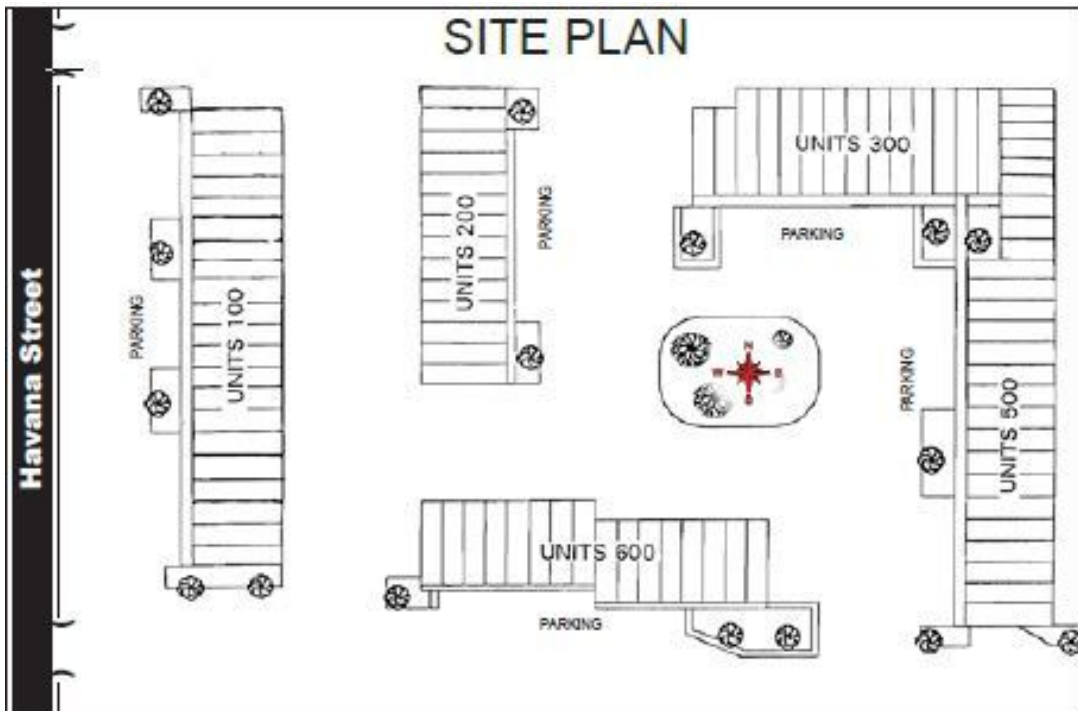 SITE PLAN
Havana Street
PARKING
UNITS 100
UNITS 200
PARKING
UNITS 300
PARKING
N
W E
S
PARKING
UNITS 500
UNITS 600
PARKING